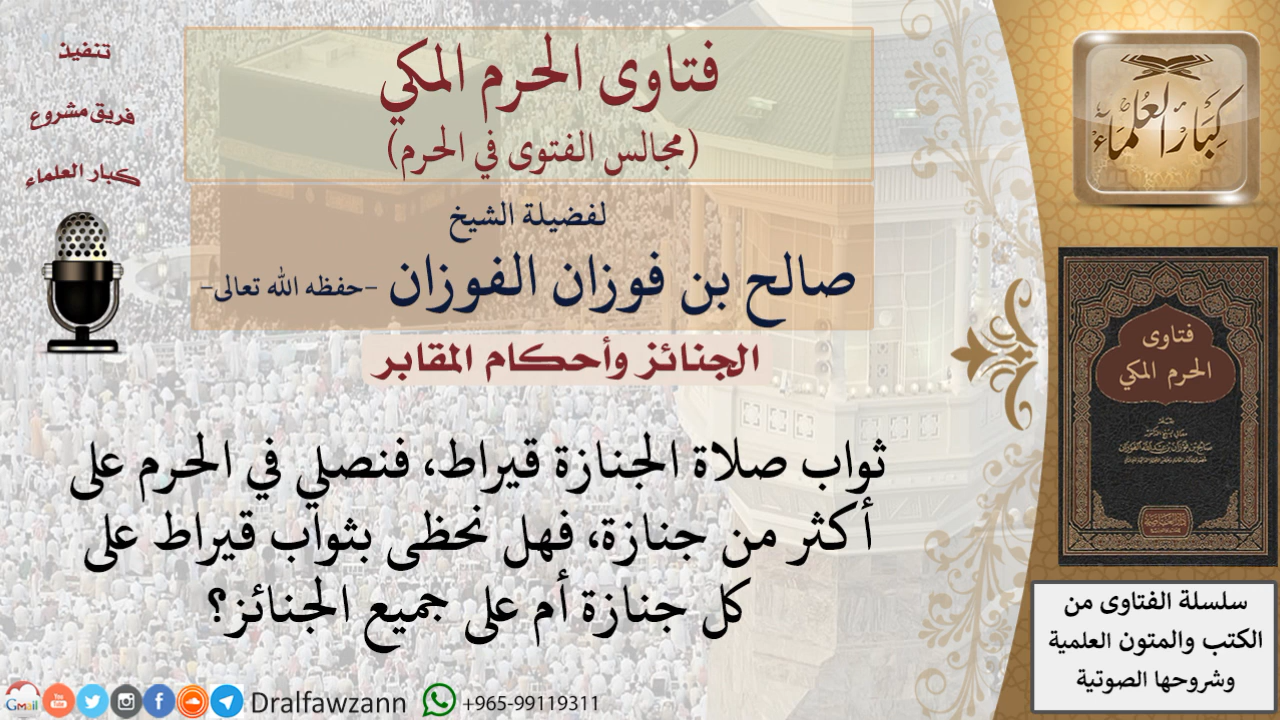 فتاوى الحرم المكي
(مجالس الفتوى في الحرم)
لفضيلة الشيخ
صالح بن فوزان الفوزان -حفظه الله تعالى-
الجنائز وأحكام المقابر
ثواب صلاة الجنازة قيراط، فنصلي في الحرم على
أكثر من جنازة، فهل نحظى بثواب قيراط على
كل جنازة أم على جميع الجنائز؟
كبار العلماء
فتاوى
الحرم المكي
سلسلة الفتاوى من
الكتب والمتون العلمية
وشروحها الصوتية
تنفيذ
فريق مشروع
كبار العلماء
Gmail
You Tube
Dralfawzann
+965-99119311